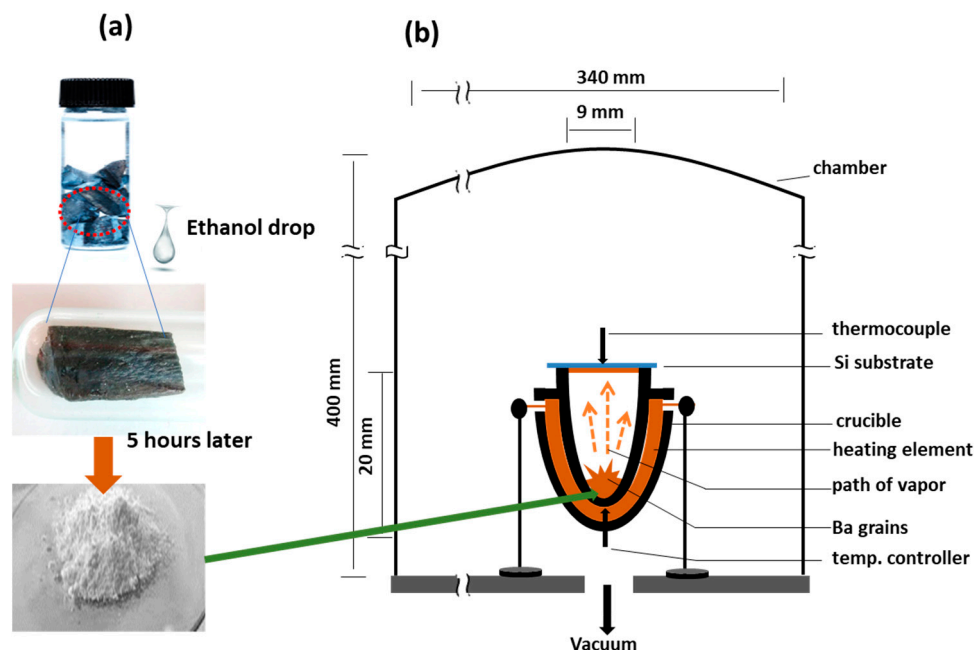 (a)
Ethanol drop
5 hours later
(b)
340 mm
9 mm
chamber
400 mm
20 mm
thermocouple
Si substrate
crucible
heating element
path of vapor
Ba grains
temp. controller
Vacuum